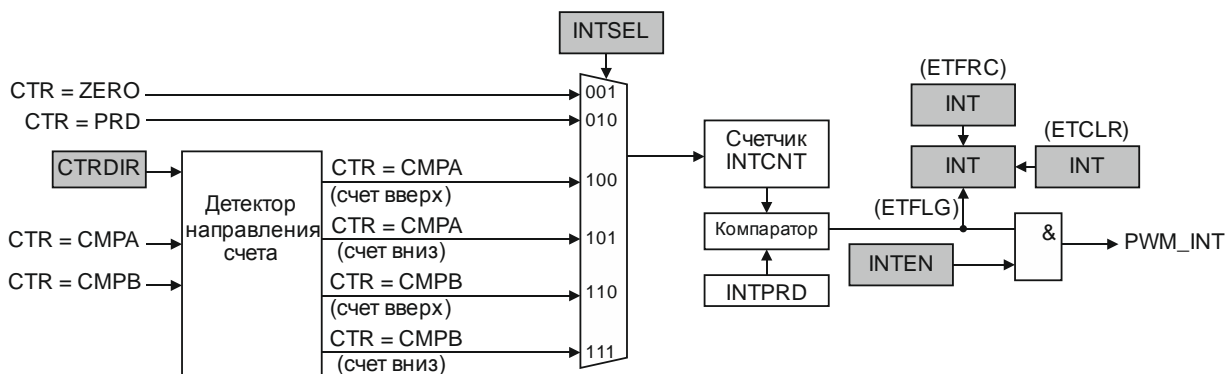 INTSEL
CTR = ZERO
001
CTR = PRD
010
CTRDIR
Детектор
направления
счета
CTR = CMPA
CTR = CMPB
CTR = CMPA
(счет вверх)
100
CTR = CMPA
(счет вниз)
101
CTR = CMPB
(счет вверх)
110
CTR = CMPB
(счет вниз)
111
Счетчик
INTCNT
Компаратор
INTPRD
(ETFRC)
INT
(ETCLR)
INT
INT
(ETFLG)
INTEN
&
PWM_INT